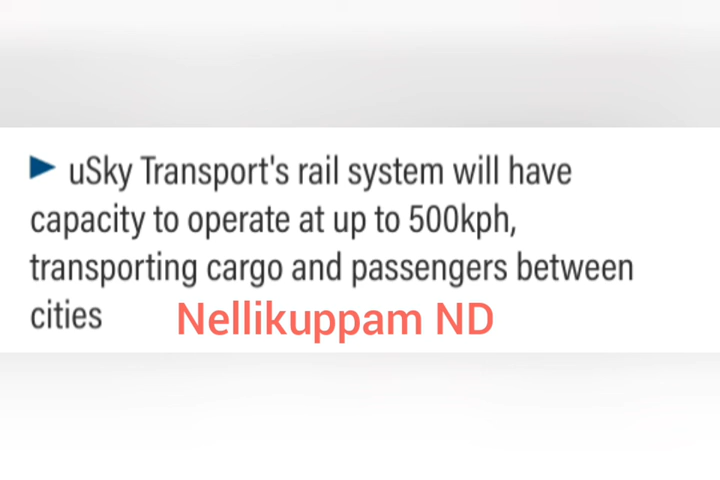 ► uSky Transport's rail system will have
capacity to operate at up to 500kph,
transporting cargo and passengers between
cities
Nellikuppam ND